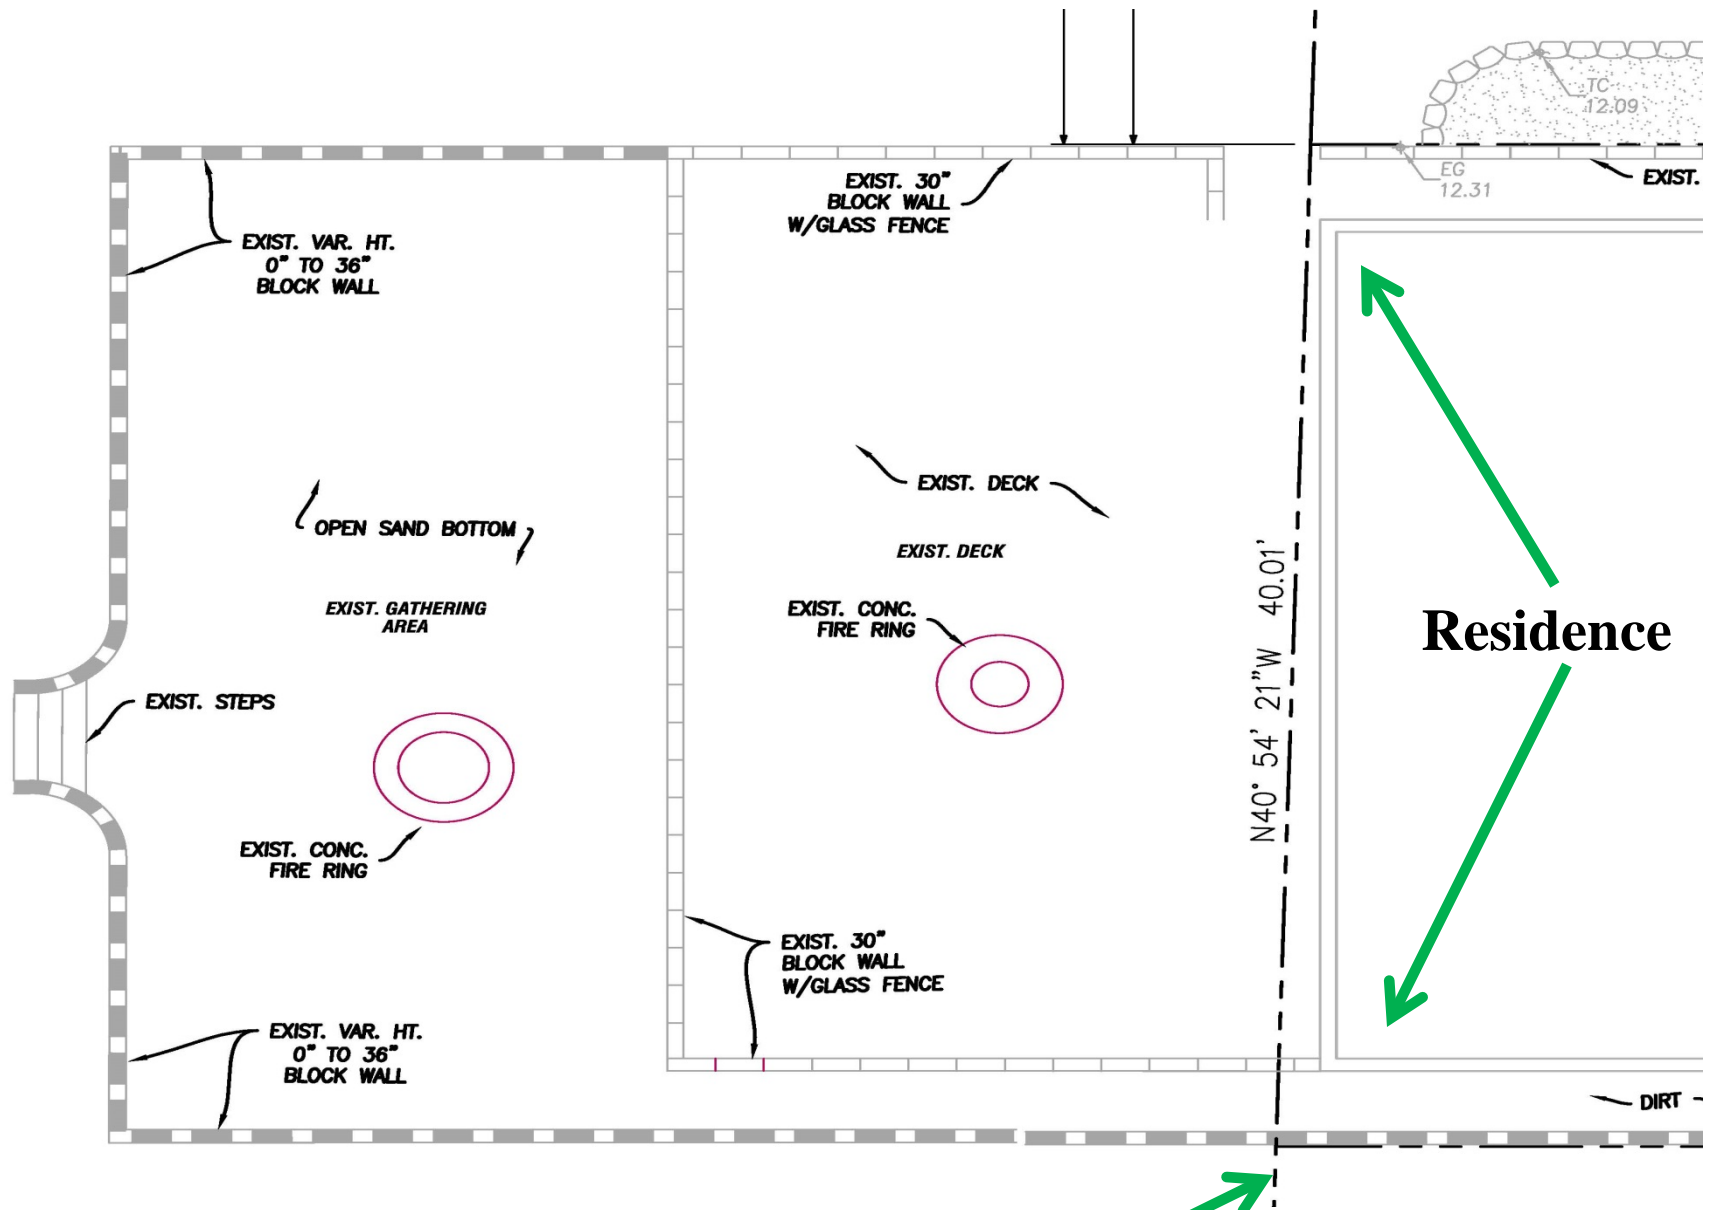 TC
12.09
EG
12.31
EXIST.
EXIST. 30"
BLOCK WALL
W/GLASS FENCE
EXIST. VAR. HT.
0" TO 36"
BLOCK WALL
EXIST. DECK
OPEN SAND BOTTOM
EXIST. DECK
EXIST. GATHERING
AREA
EXIST. CONC.
FIRE RING
N40° 54' 21"W 40.01'
Residence
EXIST. STEPS
EXIST. CONC.
FIRE RING
EXIST. 30"
BLOCK WALL
W/GLASS FENCE
EXIST. VAR. HT.
0" TO 36"
BLOCK WALL
DIRT